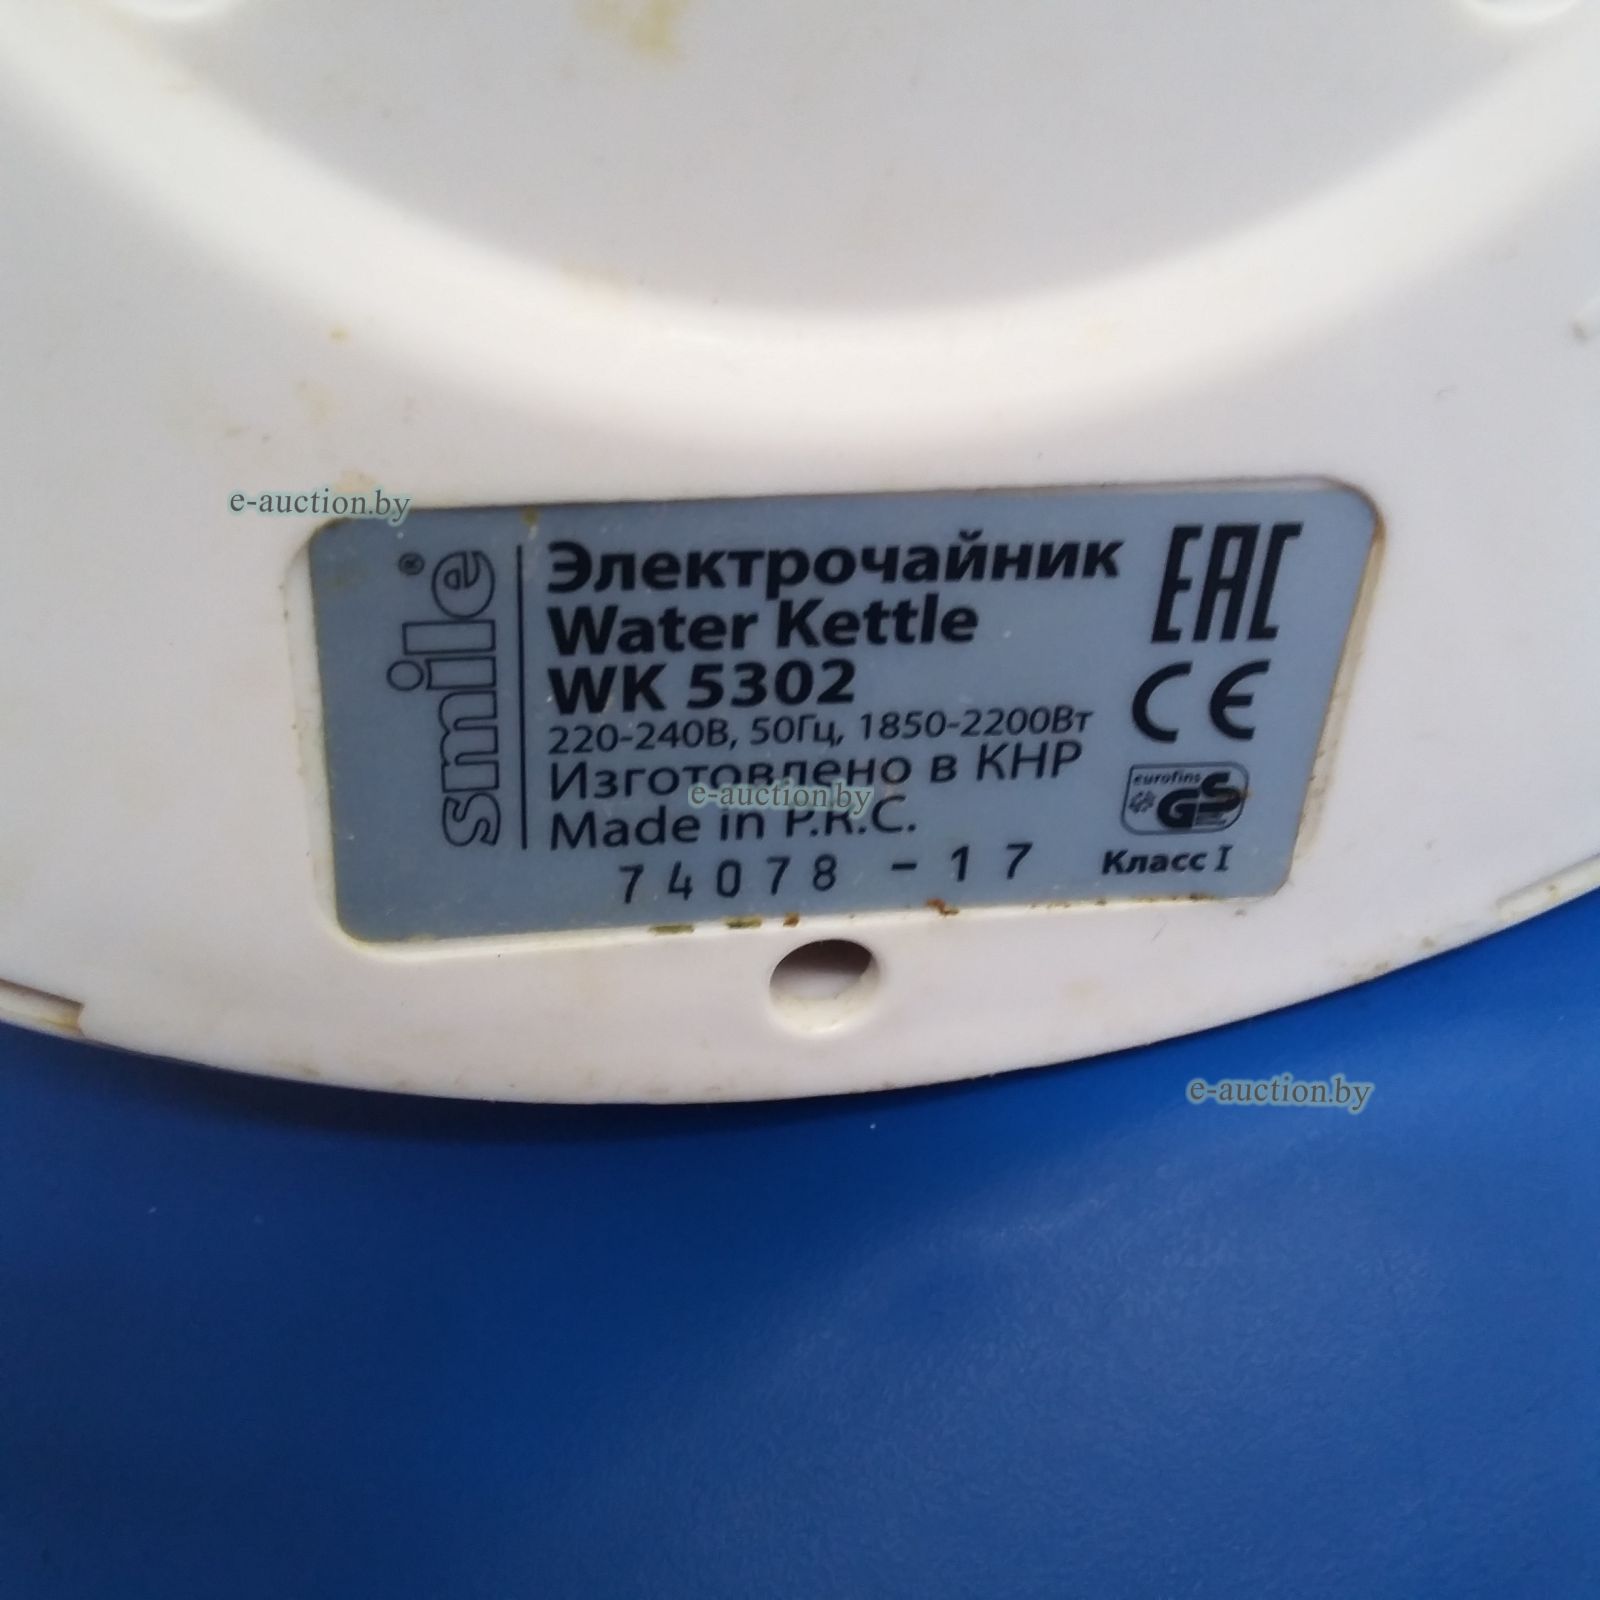 e-auction.by
smile®
Электрочайник
Water Kettle
WK 5302
220-240В, 50Гц, 1850-2200Вт
Изготовлено в КНР
e-auction.by
Made in P.R.C.
74078 -17
EAC
CE
eurofins
GS
Класс I
e-auction.by